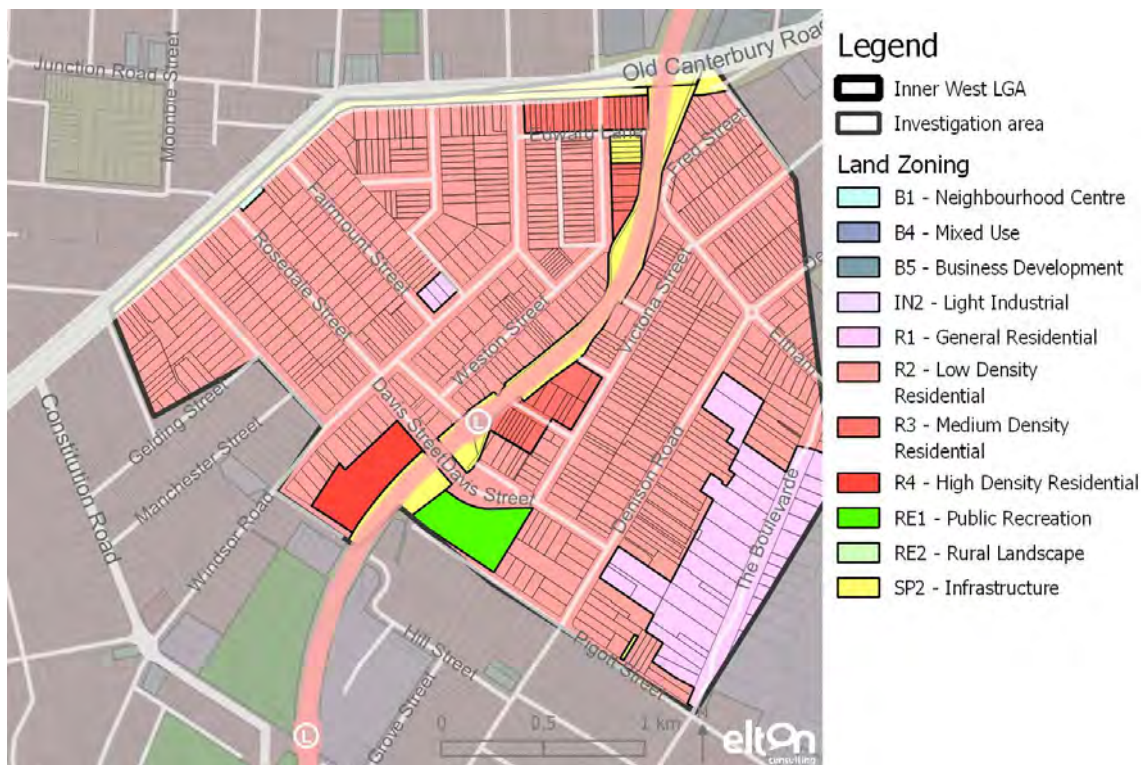 Legend
Inner West LGA
Investigation area
Land Zoning
B1 - Neighbourhood Centre
B4 - Mixed Use
B5 - Business Development
IN2 - Light Industrial
R1 - General Residential
R2 - Low Density
Residential
R3 - Medium Density
Residential
R4 - High Density Residential
RE1 - Public Recreation
RE2 - Rural Landscape
SP2 - Infrastructure
Old Canterbury Road
Junction Road
Moonbie Street
Edward Lane
Fred Street
Fairmount Street
Rosedale Street
Weston Street
Victoria Street
Elthan
Gelding Street
Davis Street
L
Constitution Road
Manchester Street
Davis Street
Denison Road
Windsor Road
The Boulevarde
Hill Street
Pigott Street
Grove Street
L
0 0.5 1 km
N
elton
consulting